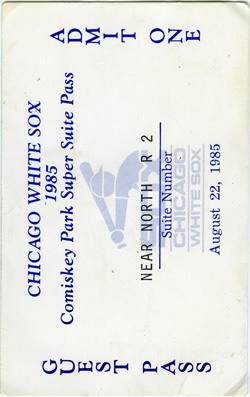 ADMIT ONE
CHICAGO WHITE SOX
1985
Comiskey Park Super Suite Pass
NEAR NORTH R 2
Suite Number
CHICAGO
WHITE SOX
August 22, 1985
GUEST PASS